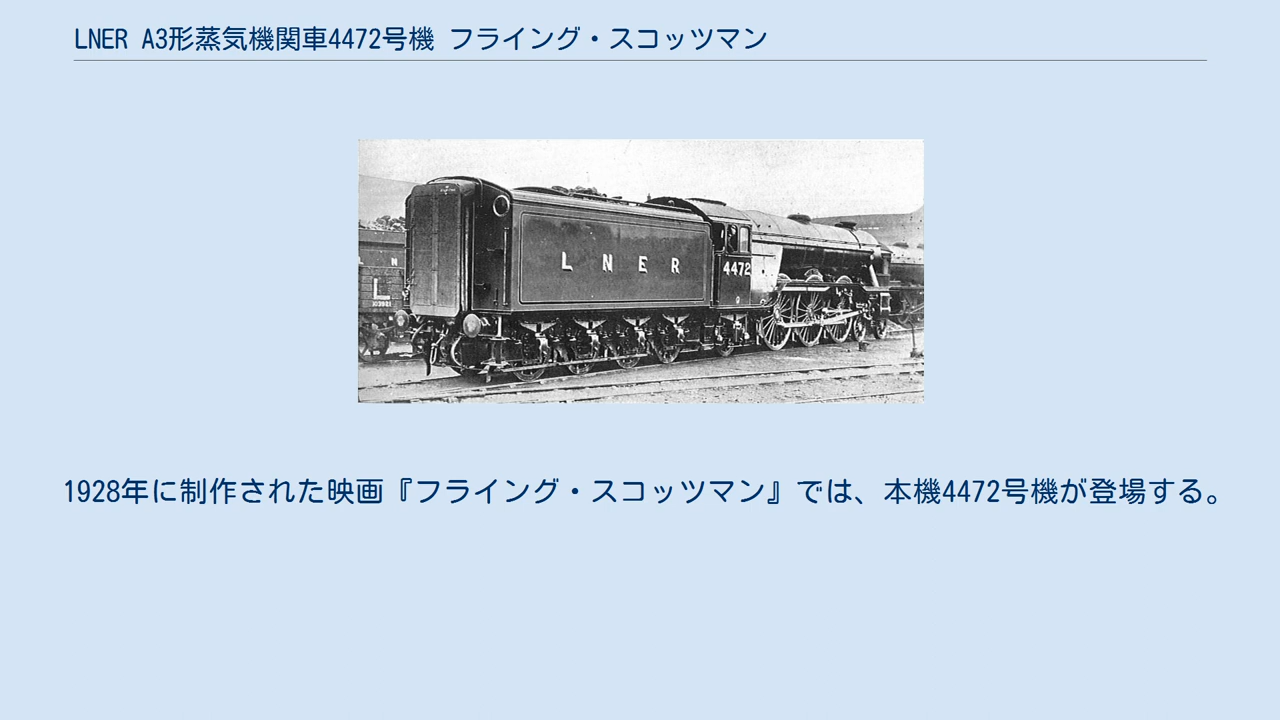 LNER A3形蒸気機関車4472号機 フライング・スコッツマン
L N E R
4472
L N
L
1928年に制作された映画『フライング・スコッツマン』では、本機4472号機が登場する。